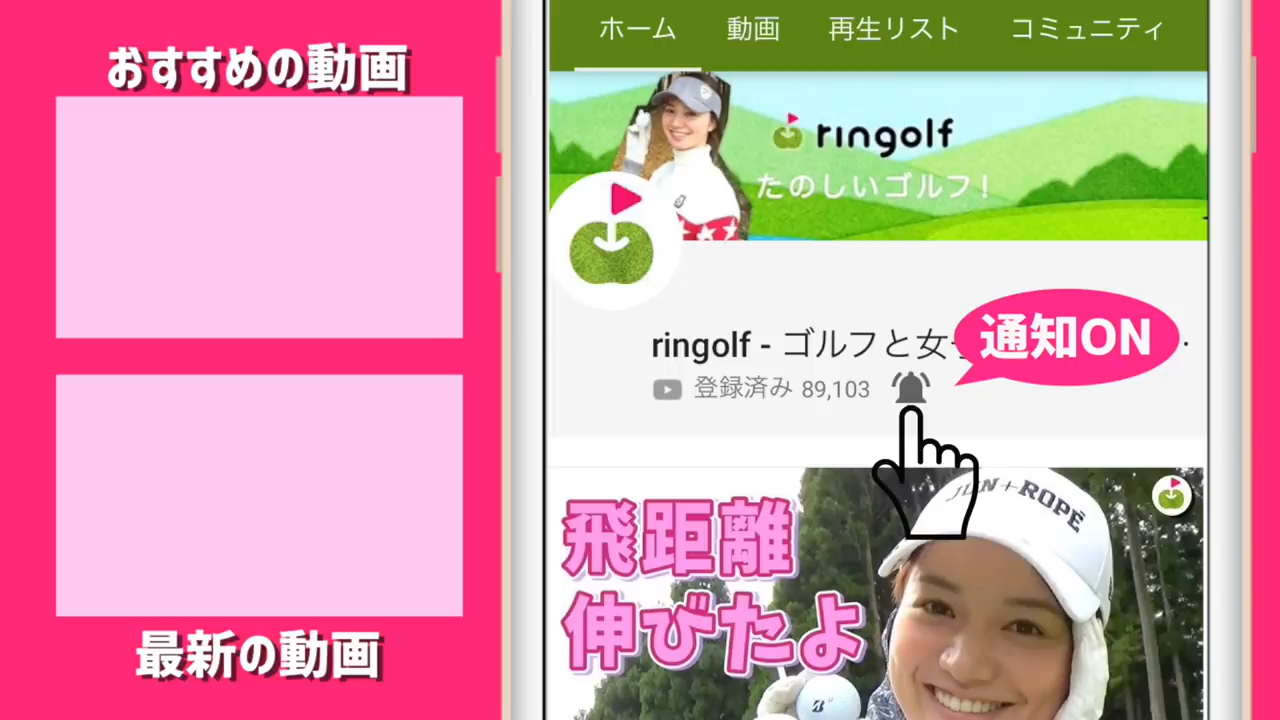 おすすめの動画
最新の動画
ホーム 動画 再生リスト コミュニティ
ringolf
たのしいゴルフ!
ringolf - ゴルフと女
通知ON
登録済み 89,103
JUN+ROPÉ
飛距離
伸びたよ
B